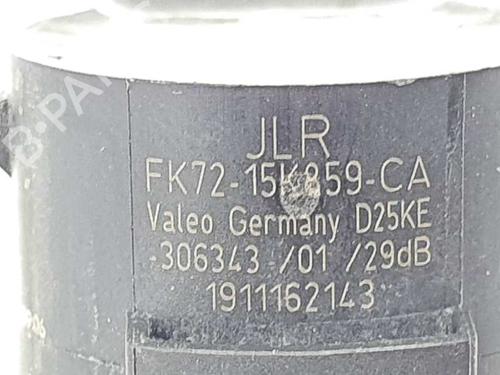 JLR
FK72-15K859-CA
Valeo Germany D25KE
-306343 /01 /29dB
1911162143